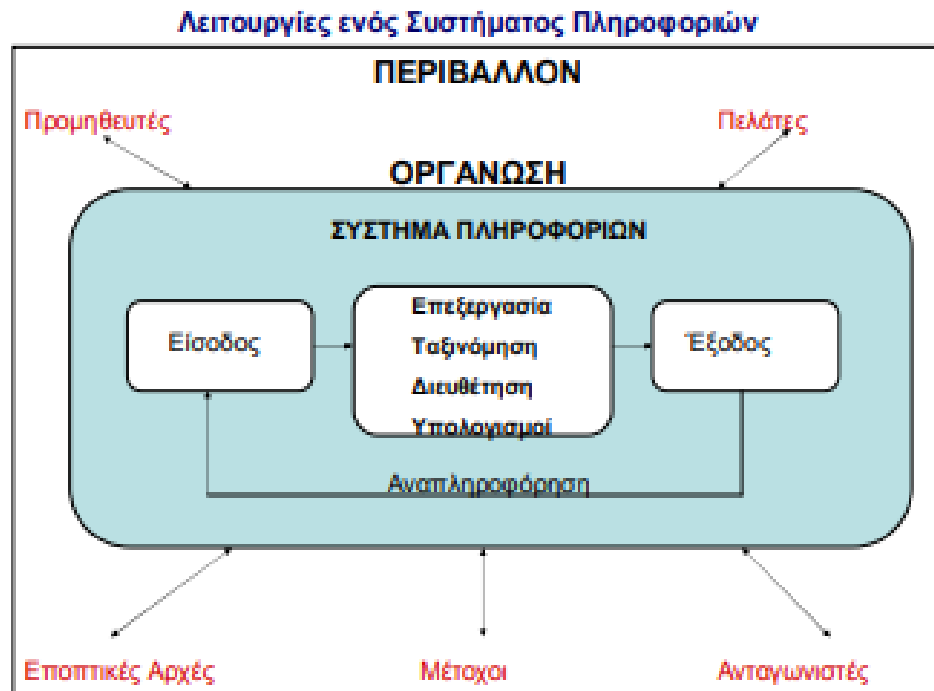 Λειτουργίες ενός Συστήματος Πληροφοριών
ΠΕΡΙΒΑΛΛΟΝ
Προμηθευτές
Πελάτες
ΟΡΓΑΝΩΣΗ
ΣΥΣΤΗΜΑ ΠΛΗΡΟΦΟΡΙΩΝ
Είσοδος
Επεξεργασία
Ταξινόμηση
Διευθέτηση
Υπολογισμοί
Έξοδος
Αναπληροφόρηση
Εποπτικές Αρχές
Μέτοχοι
Ανταγωνιστές